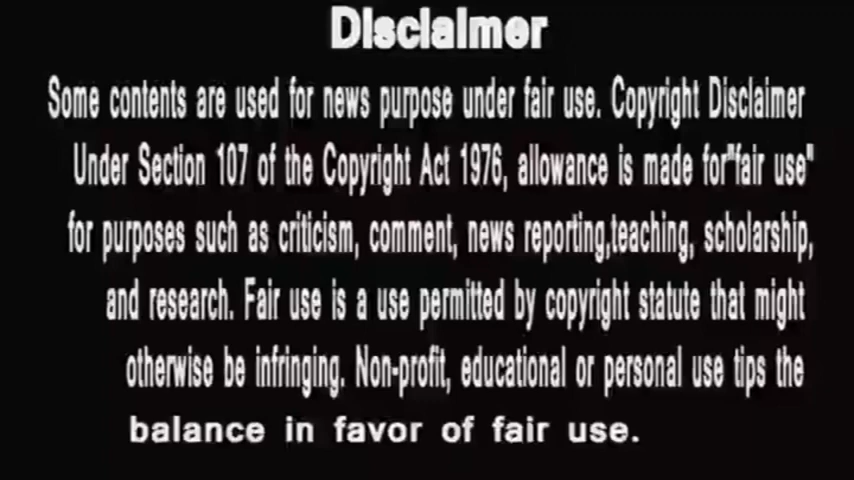 Disclaimer
Some contents are used for news purpose under fair use. Copyright Disclaimer
Under Section 107 of the Copyright Act 1976, allowance is made for"fair use"
for purposes such as criticism, comment, news reporting,teaching, scholarship,
and research. Fair use is a use permitted by copyright statute that might
otherwise be infringing. Non-profit, educational or personal use tips the
balance in favor of fair use.